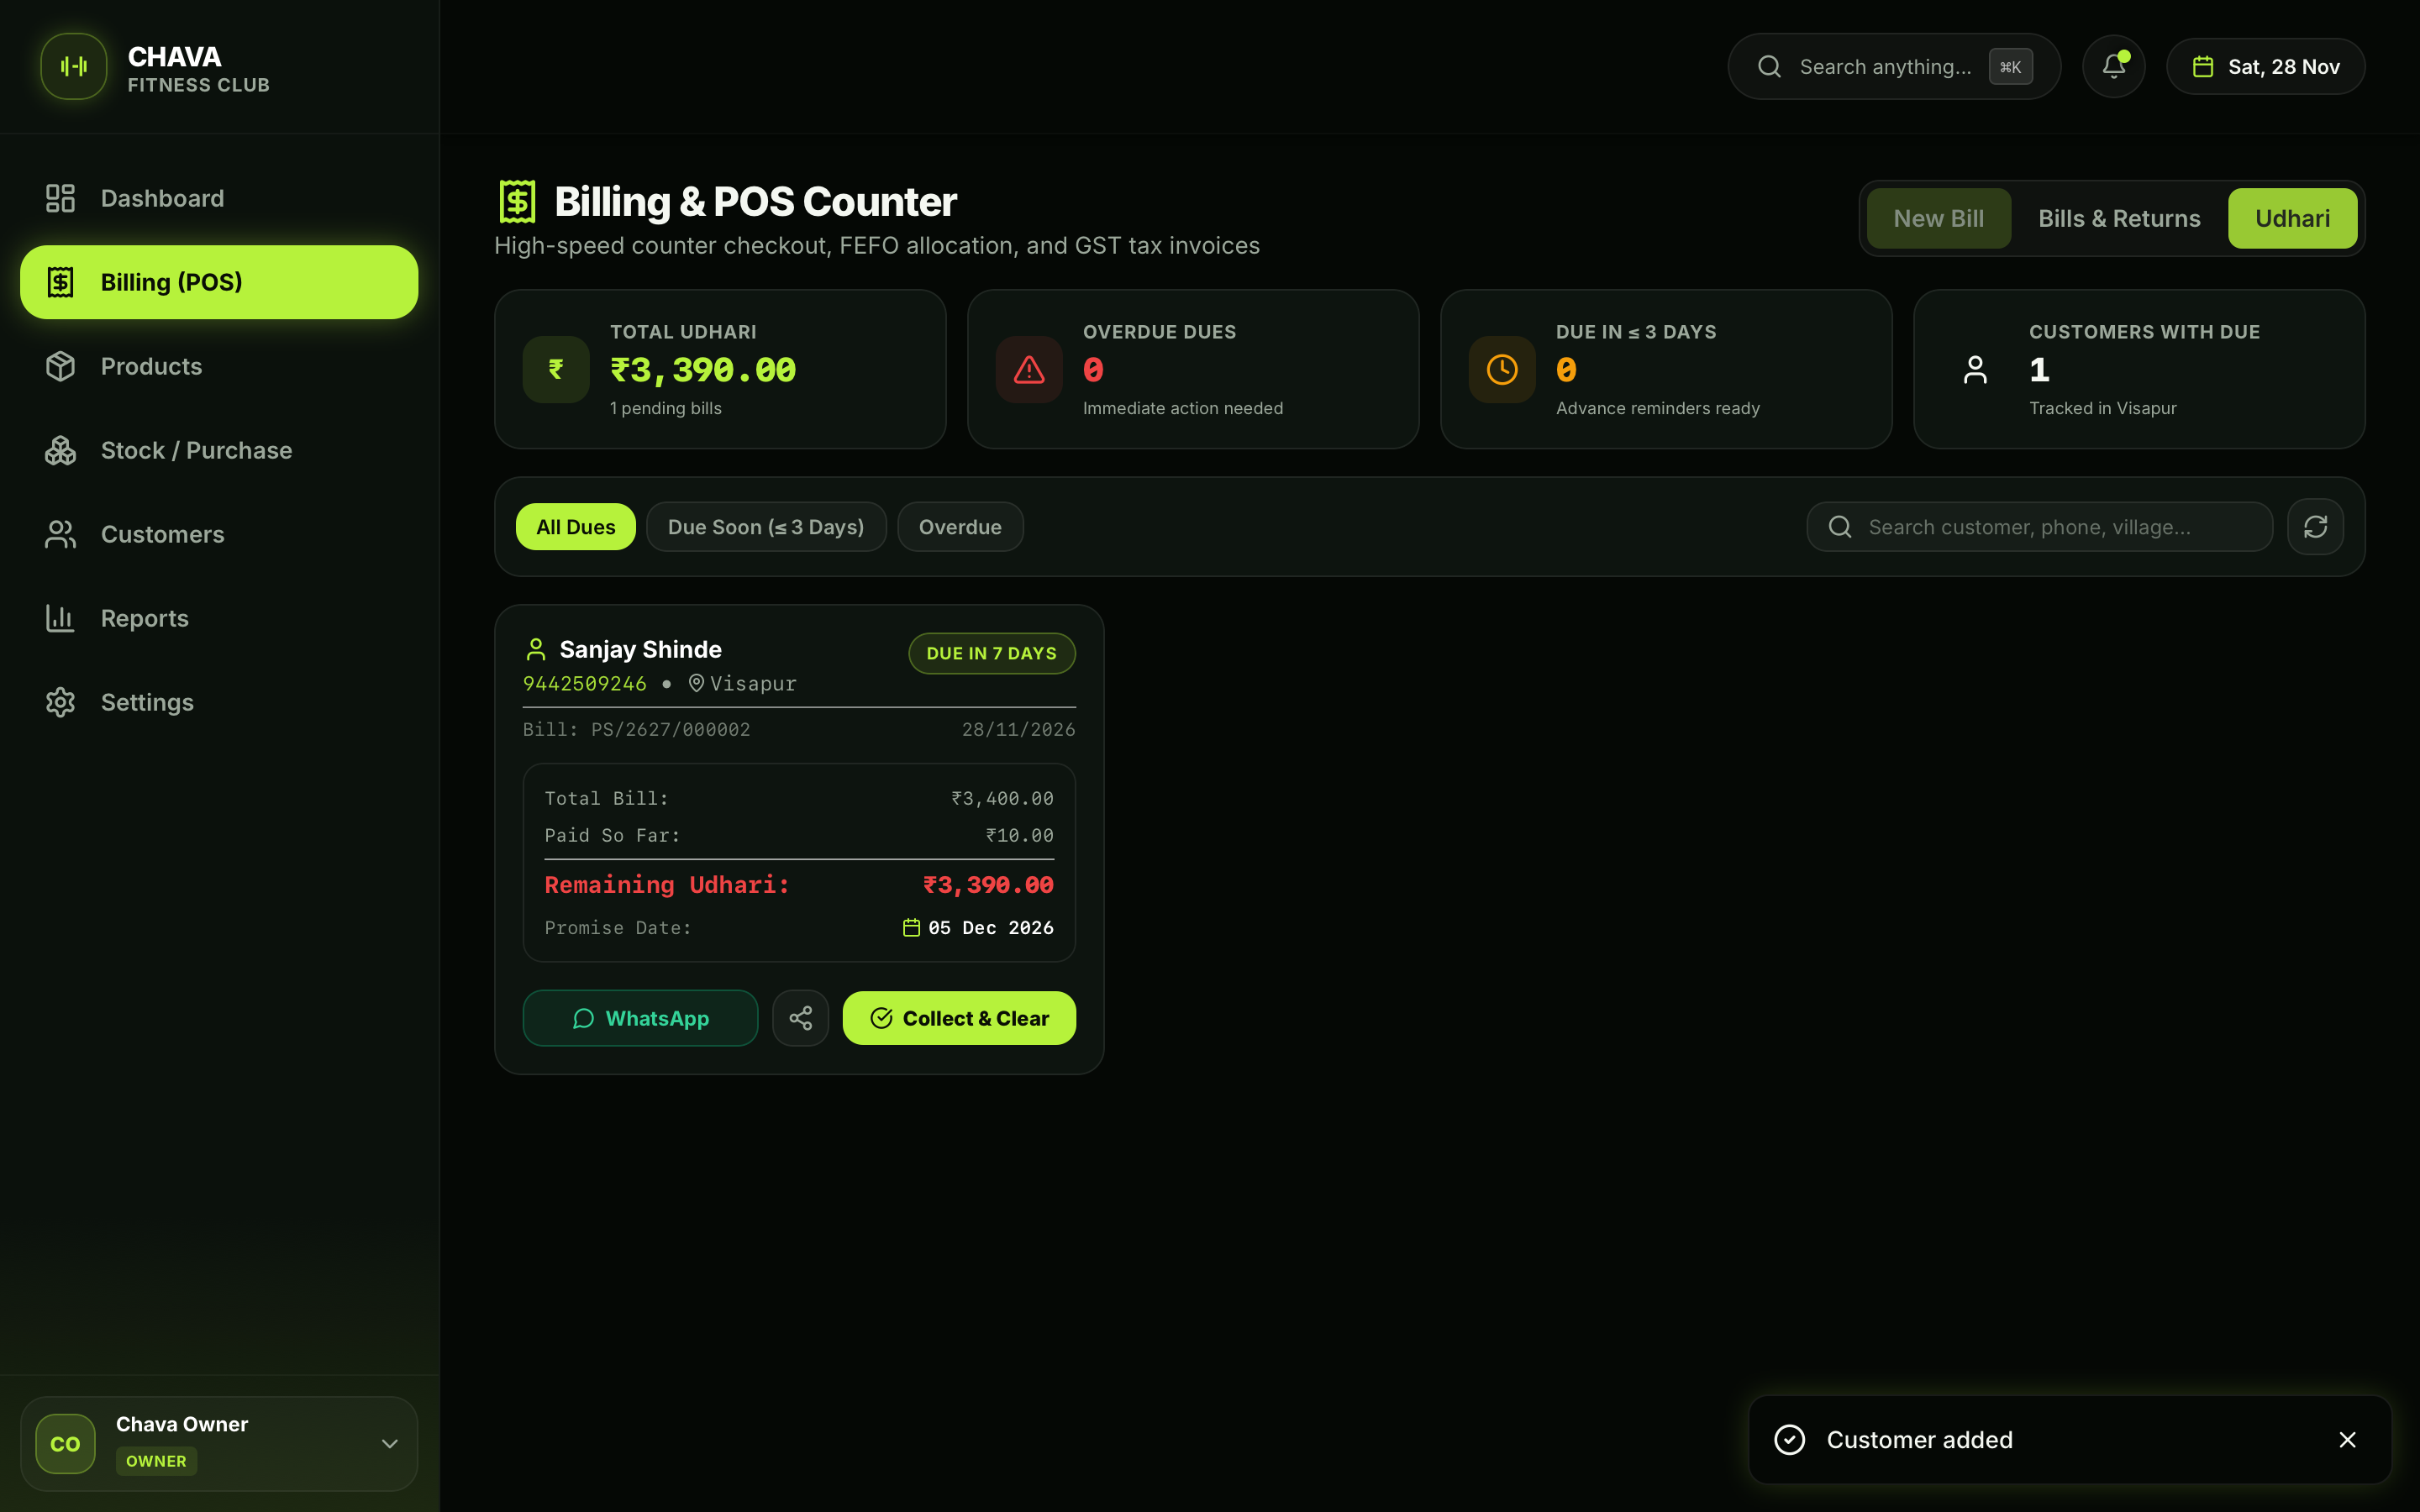 CHAVA
FITNESS CLUB
Search anything...
⌘K
Sat, 28 Nov
Dashboard
Billing (POS)
Products
Stock / Purchase
Customers
Reports
Settings
Billing & POS Counter
High-speed counter checkout, FEFO allocation, and GST tax invoices
New Bill
Bills & Returns
Udhari
₹
TOTAL UDHARI
₹3,390.00
1 pending bills
OVERDUE DUES
0
Immediate action needed
DUE IN ≤ 3 DAYS
0
Advance reminders ready
CUSTOMERS WITH DUE
1
Tracked in Visapur
All Dues
Due Soon (≤ 3 Days)
Overdue
Search customer, phone, village...
Sanjay Shinde
DUE IN 7 DAYS
9442509246 • Visapur
Bill: PS/2627/000002 28/11/2026
Total Bill: ₹3,400.00
Paid So Far: ₹10.00
Remaining Udhari: ₹3,390.00
Promise Date: 05 Dec 2026
WhatsApp
Collect & Clear
CO
Chava Owner
OWNER
Customer added